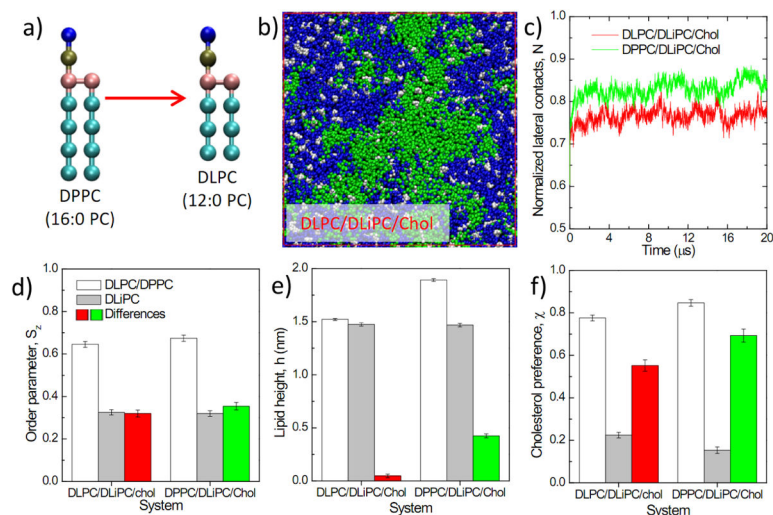 a)
DPPC
(16:0 PC)
DLPC
(12:0 PC)
b)
DLPC/DLiPC/Chol
c)
Normalized lateral contacts, N
1.0
0.9
0.8
0.7
0.6
0.5
DLPC/DLiPC/Chol
DPPC/DLiPC/Chol
0 4 8 12 16 20
Time (μs)
d)
Order parameter, Sz
1.0
0.8
0.6
0.4
0.2
0.0
DLPC/DPPC
DLiPC
Differences
DLPC/DLiPC/chol DPPC/DLiPC/Chol
System
e)
Lipid height, h (nm)
2.0
1.5
1.0
0.5
0.0
DLPC/DLiPC/Chol DPPC/DLiPC/Chol
System
f)
Cholesterol preference, χ
1.0
0.8
0.6
0.4
0.2
0.0
DLPC/DLiPC/chol DPPC/DLiPC/Chol
System